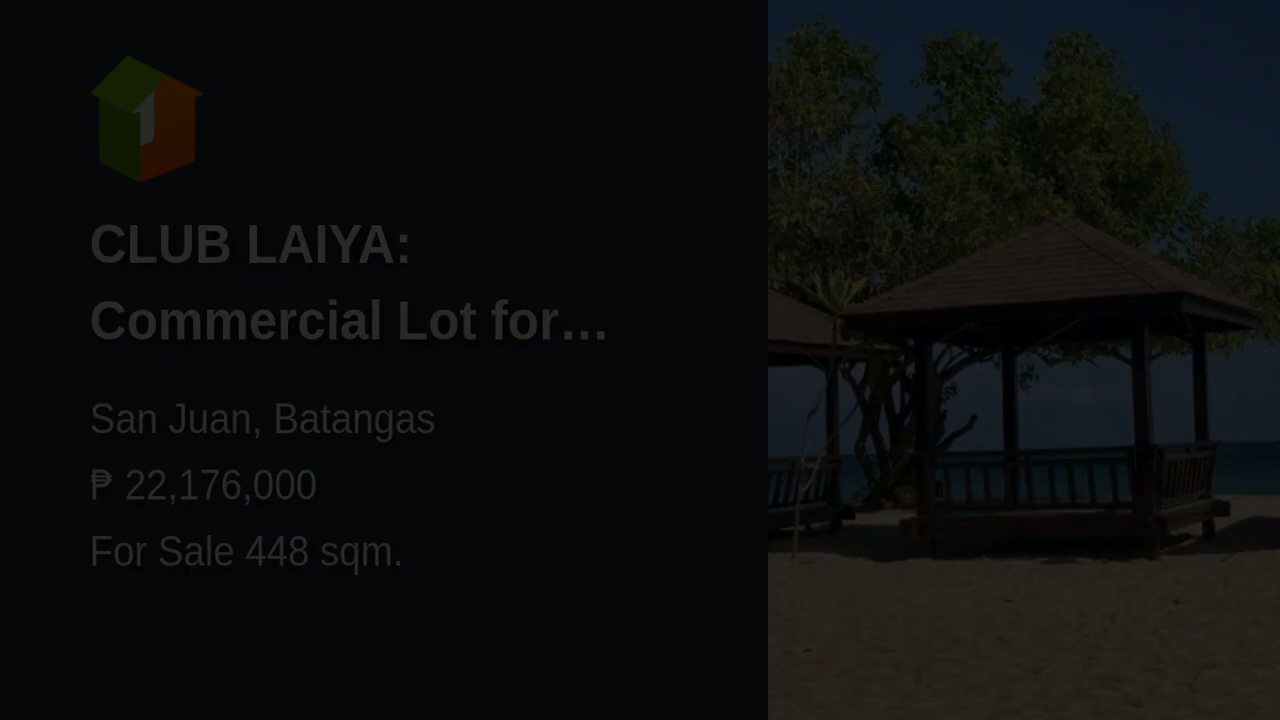 CLUB LAIYA:
Commercial Lot for...
San Juan, Batangas
₱ 22,176,000
For Sale 448 sqm.